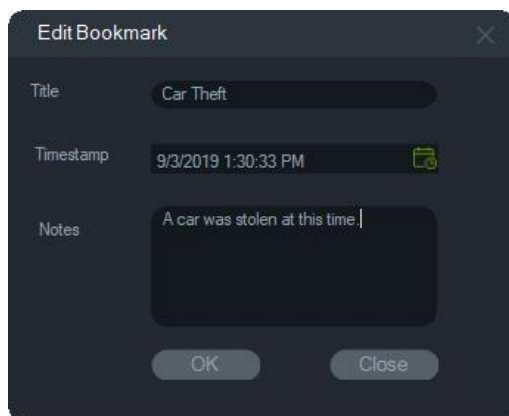 Edit Bookmark
Title
Car Theft
Timestamp
9/3/2019 1:30:33 PM
Notes
A car was stolen at this time.
OK
Close